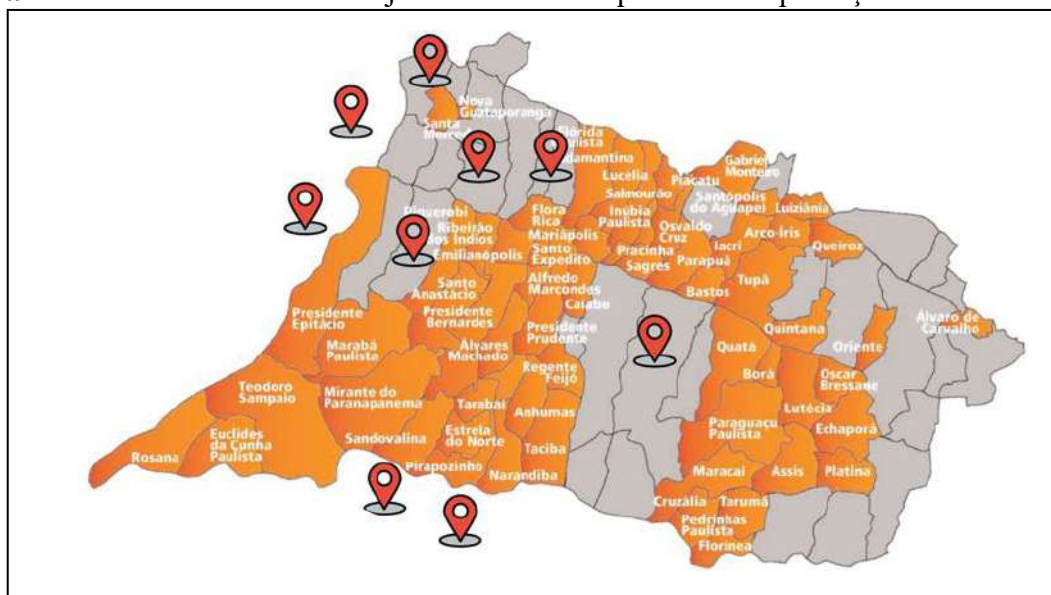 Nova
Guataporanga
Santa
Flórida
Paulista
Adamantina
Lucélia
Salmourão
Piacatu
Gabriel
Monteiro
Santópolis
do Aguapeí
Luiziânia
Piquerobi
Ribeirão
dos Índios
Emilianópolis
Flora
Rica
Mariápolis
Santo
Expedito
Inúbia
Paulista
Pracinha
Sagres
Osvaldo
Cruz
Parapuã
Iacri
Arco-Íris
Queiroz
Tupã
Bastos
Santo
Anastácio
Alfredo
Marcondes
Caiabu
Presidente
Epitácio
Presidente
Bernardes
Presidente
Prudente
Marabá
Paulista
Álvares
Machado
Regente
Feijó
Quatá
Quintana
Oriente
Álvaro de
Carvalho
Borá
Oscar
Bressane
Teodoro
Sampaio
Mirante do
Paranapanema
Tarabai
Anhumas
Lutécia
Paraguaçu
Paulista
Echaporã
Rosana
Euclides
da Cunha
Paulista
Sandovalina
Estrela
do Norte
Taciba
Pirapozinho
Narandiba
Maracaí
Assis
Platina
Cruzália
Tarumã
Pedrinhas
Paulista
Florínea